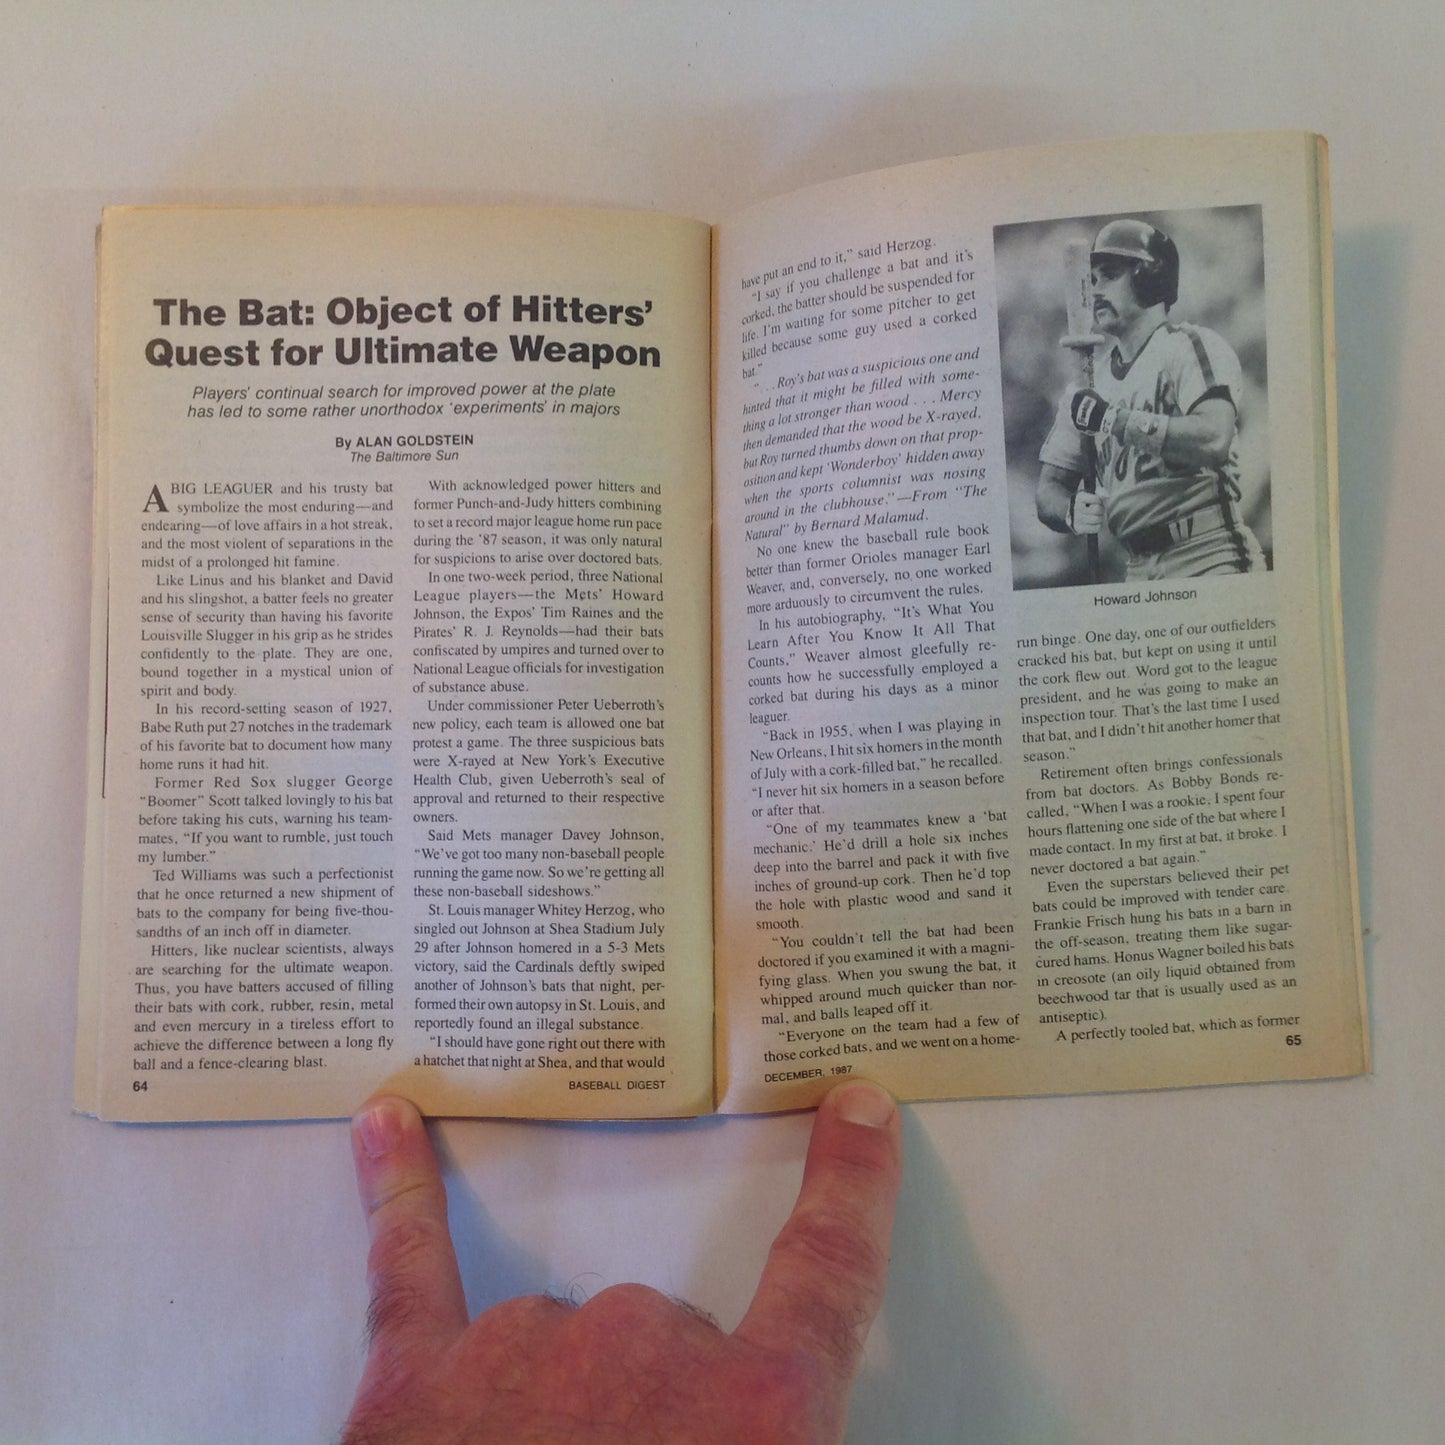 The Bat: Object of Hitters'
Quest for Ultimate Weapon
Players' continual search for improved power at the plate
has led to some rather unorthodox 'experiments' in majors
By ALAN GOLDSTEIN
The Baltimore Sun
A BIG LEAGUER and his trusty bat
symbolize the most enduring—and
endearing—of love affairs in a hot streak,
and the most violent of separations in the
midst of a prolonged hit famine.
Like Linus and his blanket and David
and his slingshot, a batter feels no greater
sense of security than having his favorite
Louisville Slugger in his grip as he strides
confidently to the plate. They are one,
bound together in a mystical union of
spirit and body.
In his record-setting season of 1927,
Babe Ruth put 27 notches in the trademark
of his favorite bat to document how many
home runs it had hit.
Former Red Sox slugger George
"Boomer" Scott talked lovingly to his bat
before taking his cuts, warning his team-
mates, "If you want to rumble, just touch
my lumber."
Ted Williams was such a perfectionist
that he once returned a new shipment of
bats to the company for being five-thou-
sandths of an inch off in diameter.
Hitters, like nuclear scientists, always
are searching for the ultimate weapon.
Thus, you have batters accused of filling
their bats with cork, rubber, resin, metal
and even mercury in a tireless effort to
achieve the difference between a long fly
ball and a fence-clearing blast.
64
With acknowledged power hitters and
former Punch-and-Judy hitters combining
to set a record major league home run pace
during the '87 season, it was only natural
for suspicions to arise over doctored bats.
In one two-week period, three National
League players—the Mets' Howard
Johnson, the Expos' Tim Raines and the
Pirates' R. J. Reynolds—had their bats
confiscated by umpires and turned over to
National League officials for investigation
of substance abuse.
Under commissioner Peter Ueberroth's
new policy, each team is allowed one bat
protest a game. The three suspicious bats
were X-rayed at New York's Executive
Health Club, given Ueberroth's seal of
approval and returned to their respective
owners.
Said Mets manager Davey Johnson,
"We've got too many non-baseball people
running the game now. So we're getting all
these non-baseball sideshows."
St. Louis manager Whitey Herzog, who
singled out Johnson at Shea Stadium July
29 after Johnson homered in a 5-3 Mets
victory, said the Cardinals deftly swiped
another of Johnson's bats that night, per-
formed their own autopsy in St. Louis, and
reportedly found an illegal substance.
"I should have gone right out there with
a hatchet that night at Shea, and that would
BASEBALL DIGEST
have put an end to it," said Herzog.
"I say if you challenge a bat and it's
corked, the batter should be suspended for
life. I'm waiting for some pitcher to get
killed because some guy used a corked
bat."
". . . Roy's bat was a suspicious one and
hinted that it might be filled with some-
thing a lot stronger than wood . . . Mercy
then demanded that the wood be X-rayed,
but Roy turned thumbs down on that prop-
osition and kept 'Wonderboy' hidden away
when the sports columnist was nosing
around in the clubhouse."—From "The
Natural" by Bernard Malamud.
No one knew the baseball rule book
better than former Orioles manager Earl
Weaver, and, conversely, no one worked
more arduously to circumvent the rules.
In his autobiography, "It's What You
Learn After You Know It All That
Counts," Weaver almost gleefully re-
counts how he successfully employed a
corked bat during his days as a minor
leaguer.
"Back in 1955, when I was playing in
New Orleans, I hit six homers in the month
of July with a cork-filled bat," he recalled.
"I never hit six homers in a season before
or after that.
"One of my teammates knew a 'bat
mechanic.' He'd drill a hole six inches
deep into the barrel and pack it with five
inches of ground-up cork. Then he'd top
the hole with plastic wood and sand it
smooth.
"You couldn't tell the bat had been
doctored if you examined it with a magni-
fying glass. When you swung the bat, it
whipped around much quicker than nor-
mal, and balls leaped off it.
"Everyone on the team had a few of
those corked bats, and we went on a home-
DECEMBER, 1987
Howard Johnson
run binge. One day, one of our outfielders
cracked his bat, but kept on using it until
the cork flew out. Word got to the league
president, and he was going to make an
inspection tour. That's the last time I used
that bat, and I didn't hit another homer that
season."
Retirement often brings confessionals
from bat doctors. As Bobby Bonds re-
called, "When I was a rookie, I spent four
hours flattening one side of the bat where I
made contact. In my first at bat, it broke. I
never doctored a bat again."
Even the superstars believed their pet
bats could be improved with tender care.
Frankie Frisch hung his bats in a barn in
the off-season, treating them like sugar-
cured hams. Honus Wagner boiled his bats
in creosote (an oily liquid obtained from
beechwood tar that is usually used as an
antiseptic).
A perfectly tooled bat, which as former
65